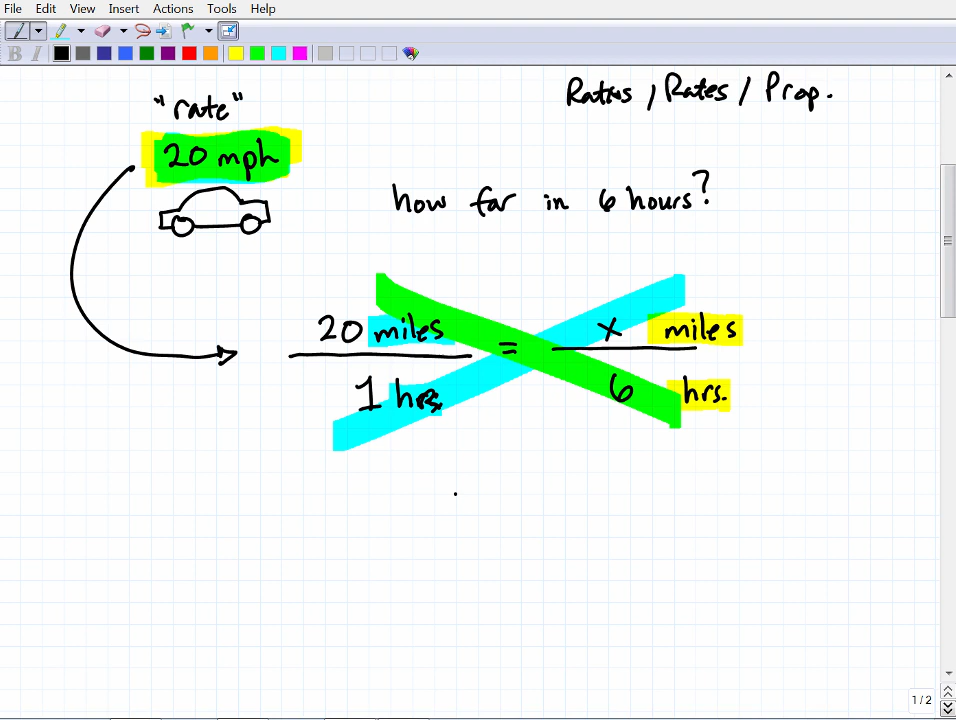 File Edit View Insert Actions Tools Help
B I
"rate"
Ratios / Rates / Prop.
20 mph
how far in 6 hours?
20 miles = x miles
1 hrs. 6 hrs.
1 / 2